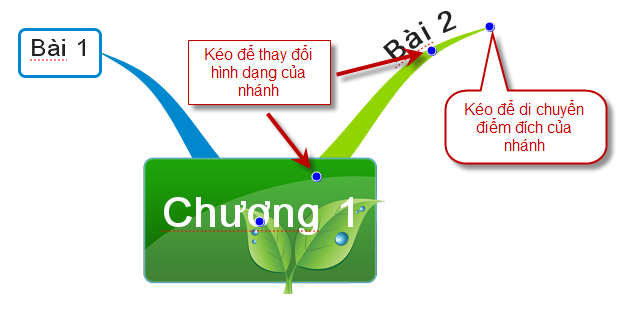 Bài 1
Kéo để thay đổi
hình dạng của
nhánh
Bài 2
Kéo để di chuyển
điểm đích của
nhánh
Chương 1